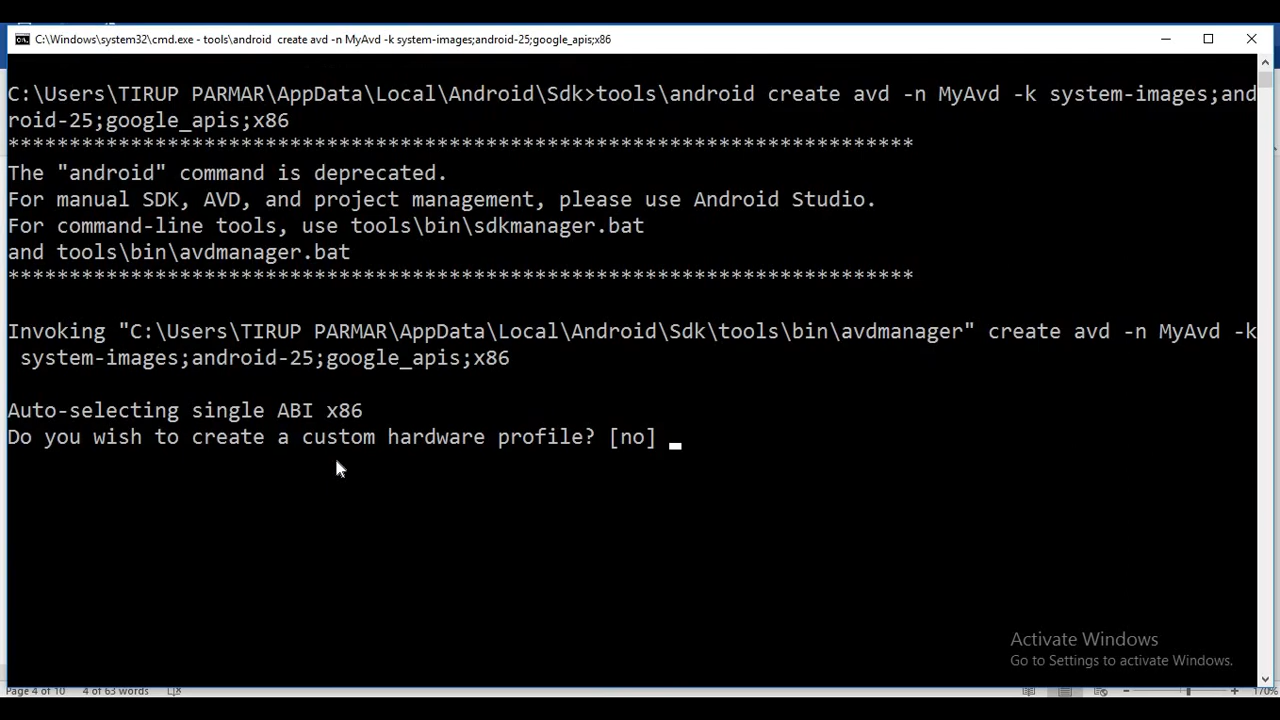 C:\Windows\system32\cmd.exe - tools\android  create avd -n MyAvd -k system-images;android-25;google_apis;x86
C:\Users\TIRUP PARMAR\AppData\Local\Android\Sdk>tools\android create avd -n MyAvd -k system-images;and
roid-25;google_apis;x86
**************************************************************************
The "android" command is deprecated.
For manual SDK, AVD, and project management, please use Android Studio.
For command-line tools, use tools\bin\sdkmanager.bat
and tools\bin\avdmanager.bat
**************************************************************************
Invoking "C:\Users\TIRUP PARMAR\AppData\Local\Android\Sdk\tools\bin\avdmanager" create avd -n MyAvd -k
 system-images;android-25;google_apis;x86
Auto-selecting single ABI x86
Do you wish to create a custom hardware profile? [no]
Activate Windows
Go to Settings to activate Windows.
Page 4 of 10 4 of 63 words 170%